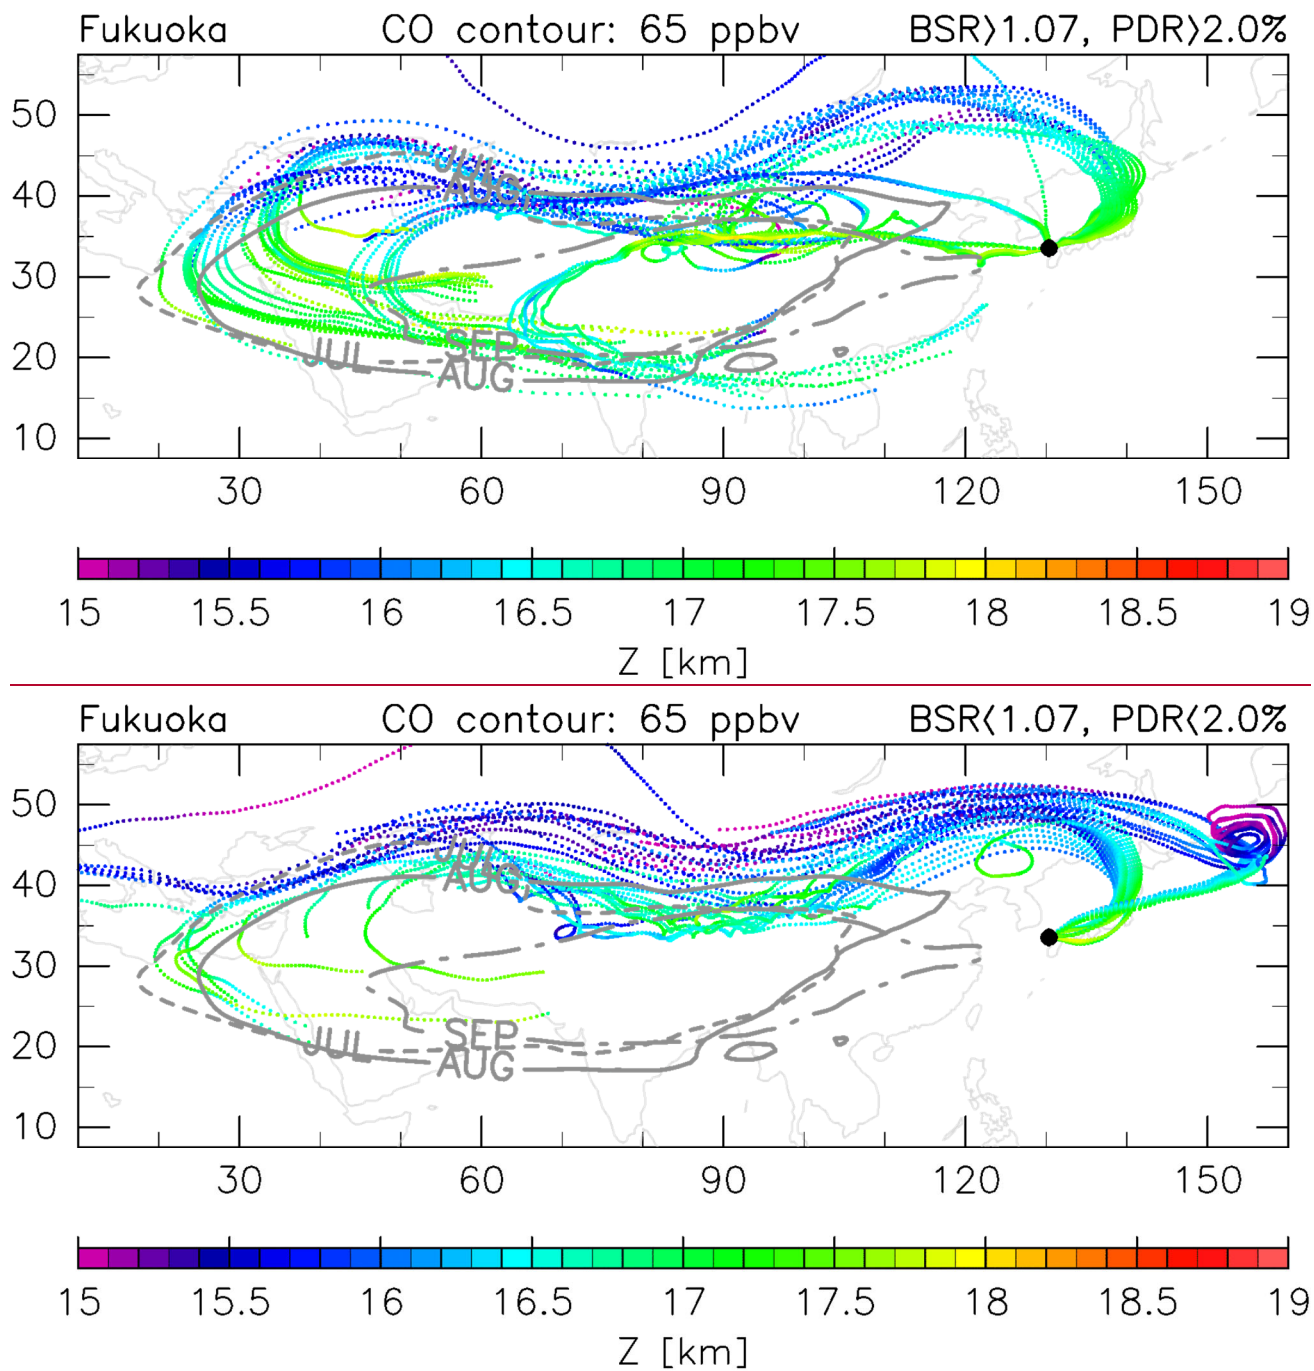 Fukuoka CO contour: 65 ppbv BSR⟩1.07, PDR⟩2.0%
50
40
30
20
10
JUL
AUG
JUL
SEP
AUG
30 60 90 120 150
15 15.5 16 16.5 17 17.5 18 18.5 19
Z [km]
Fukuoka CO contour: 65 ppbv BSR⟨1.07, PDR⟨2.0%
50
40
30
20
10
JUL
AUG
JUL
SEP
AUG
30 60 90 120 150
15 15.5 16 16.5 17 17.5 18 18.5 19
Z [km]